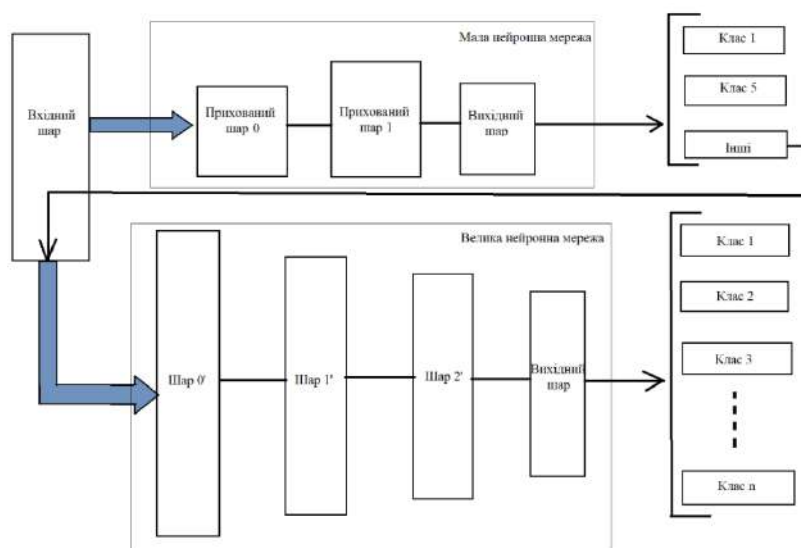 Мала нейронна мережа
Вхідний
шар
Прихований
шар 0
Прихований
шар 1
Вихідний
шар
Клас 1
Клас 5
Інші
Велика нейронна мережа
Шар 0'
Шар 1'
Шар 2'
Вихідний
шар
Клас 1
Клас 2
Клас 3
Клас n